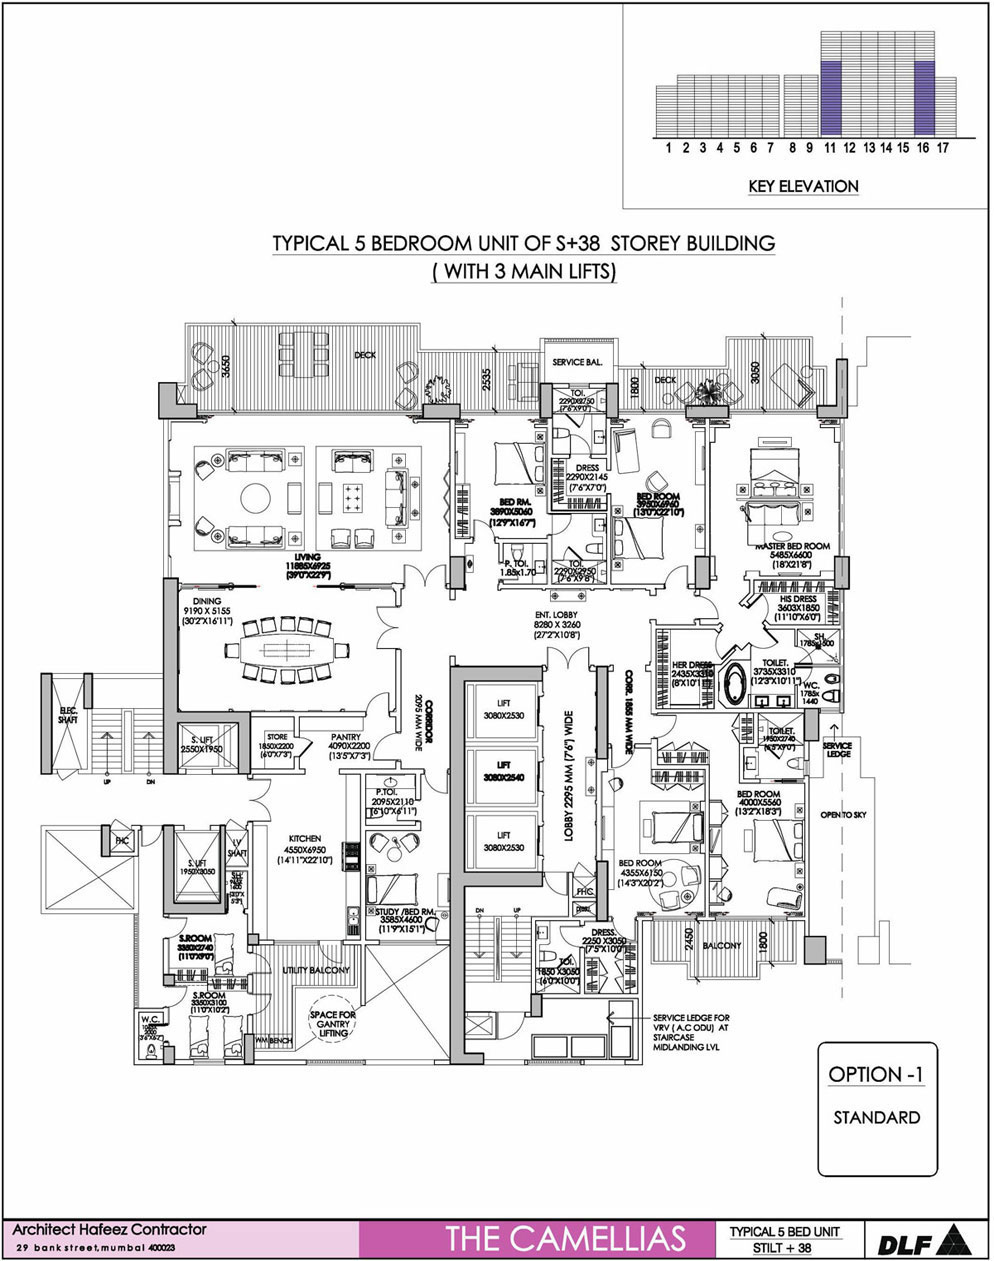 1 2 3 4 5 6 7 8 9 11 12 13 14 15 16 17
KEY ELEVATION
TYPICAL 5 BEDROOM UNIT OF S+38 STOREY BUILDING
( WITH 3 MAIN LIFTS)
3650
DECK
2535
SERVICE BAL.
1800
DECK
3050
TOI.
2290X2750
(7'6"X9'0")
DRESS
2290X2145
(7'6"X7'0")
BED RM.
3890X5060
(12'9"X16'7")
BED ROOM
3950X6960
(13'0"X22'10")
MASTER BED ROOM
5485X6600
(18'X21'8")
LIVING
11885X6925
(39'0"X22'9")
P. TOI.
1.85x1.70
TOI.
2290X2950
(7'6"X9'8")
DINING
9190 X 5155
(30'2"X16'11")
ENT. LOBBY
8280 X 3260
(27'2"X10'8")
HIS DRESS
3603X1850
(11'10"X6'0")
SH.
1785x1500
HER DRESS
2435X3310
(8'X10'11")
TOILET.
3735X3310
(12'3"X10'11")
W.C.
1785X
1440
ELEC.
SHAFT
UP
DN
S. LIFT
2550X1950
STORE
1850X2200
(6'0"X7'3")
PANTRY
4090X2200
(13'5"X7'3")
CORRIDOR
2095 MM WIDE
LIFT
3080X2530
LIFT
3080X2540
LIFT
3080X2530
LOBBY 2295 MM (7'6") WIDE
CORR. 1855 MM WIDE
TOILET.
1950X2740
(6'5"X9'0")
SERVICE
LEDGE
P.TOI.
2095X2110
(6'10"X6'11")
BED ROOM
4000X5560
(13'2"X18'3")
OPEN TO SKY
FHC
S. LIFT
1950X3050
LV
SHAFT
KITCHEN
4550X6950
(14'11"X22'10")
BED ROOM
4355X6150
(14'3"X20'2")
STUDY /BED RM.
3585X4600
(11'9"X15'1")
FHC
DN
UP
S.ROOM
3350X2740
(11'0"X9'0")
DRESS.
2250 X3050
(7'5"X10'0")
TOI.
1850 X3050
(6'0"X10'0")
2450
BALCONY
1800
UTILITY BALCONY
S.ROOM
3350X3100
(11'0"X10'2")
SPACE FOR
GANTRY
LIFTING
W.C.
WM BENCH
SERVICE LEDGE FOR
VRV ( A.C ODU) AT
STAIRCASE
MIDLANDING LVL
OPTION -1
STANDARD
Architect Hafeez Contractor
29 bank street,mumbai 400023
THE CAMELLIAS
TYPICAL 5 BED UNIT
STILT + 38
DLF